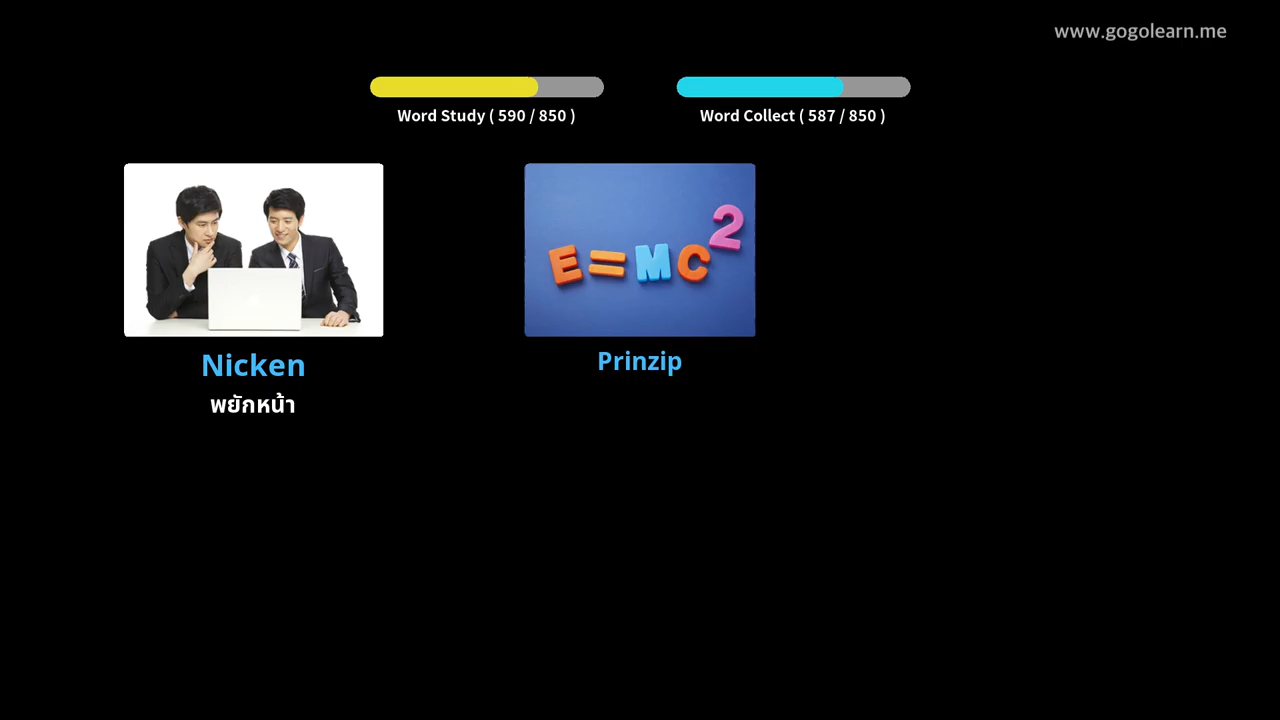 www.gogolearn.me
Word Study ( 590 / 850 )
Word Collect ( 587 / 850 )
E=MC2
Nicken
พยักหน้า
Prinzip